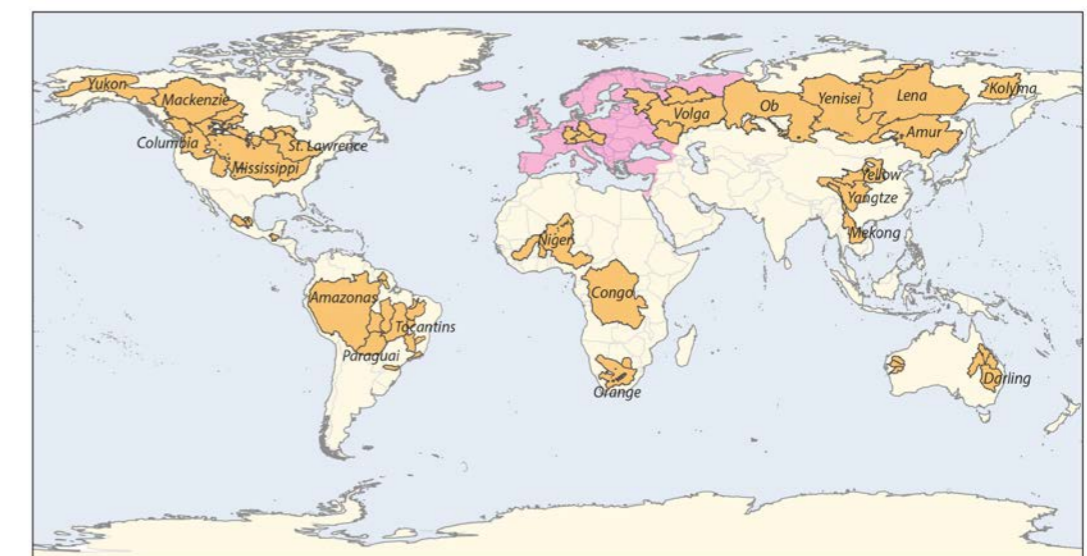 Yukon
Mackenzie
Columbia
St. Lawrence
Mississippi
Volga
Ob
Yenisei
Lena
Kolyma
Amur
Yellow
Yangtze
Mekong
Niger
Congo
Orange
Amazonas
Tocantins
Paraguai
Darling